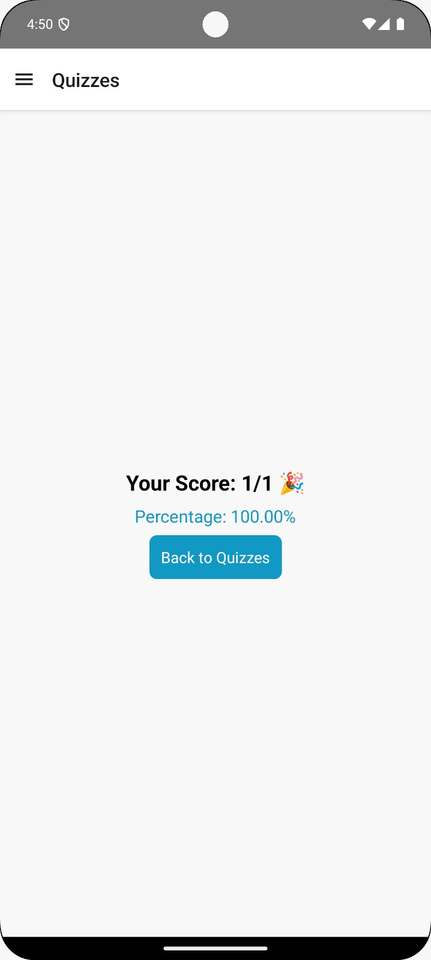 4:50
Quizzes
Your Score: 1/1 🎉
Percentage: 100.00%
Back to Quizzes